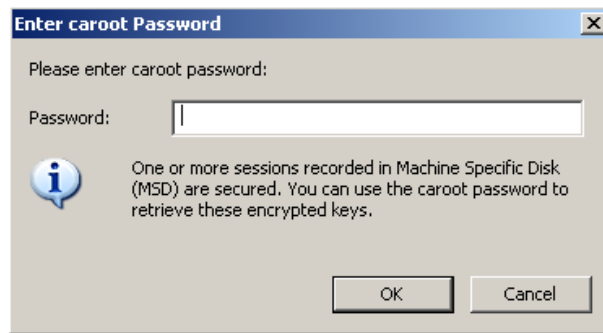 Enter caroot Password
Please enter caroot password:
Password:
One or more sessions recorded in Machine Specific Disk
(MSD) are secured. You can use the caroot password to
retrieve these encrypted keys.
OK Cancel